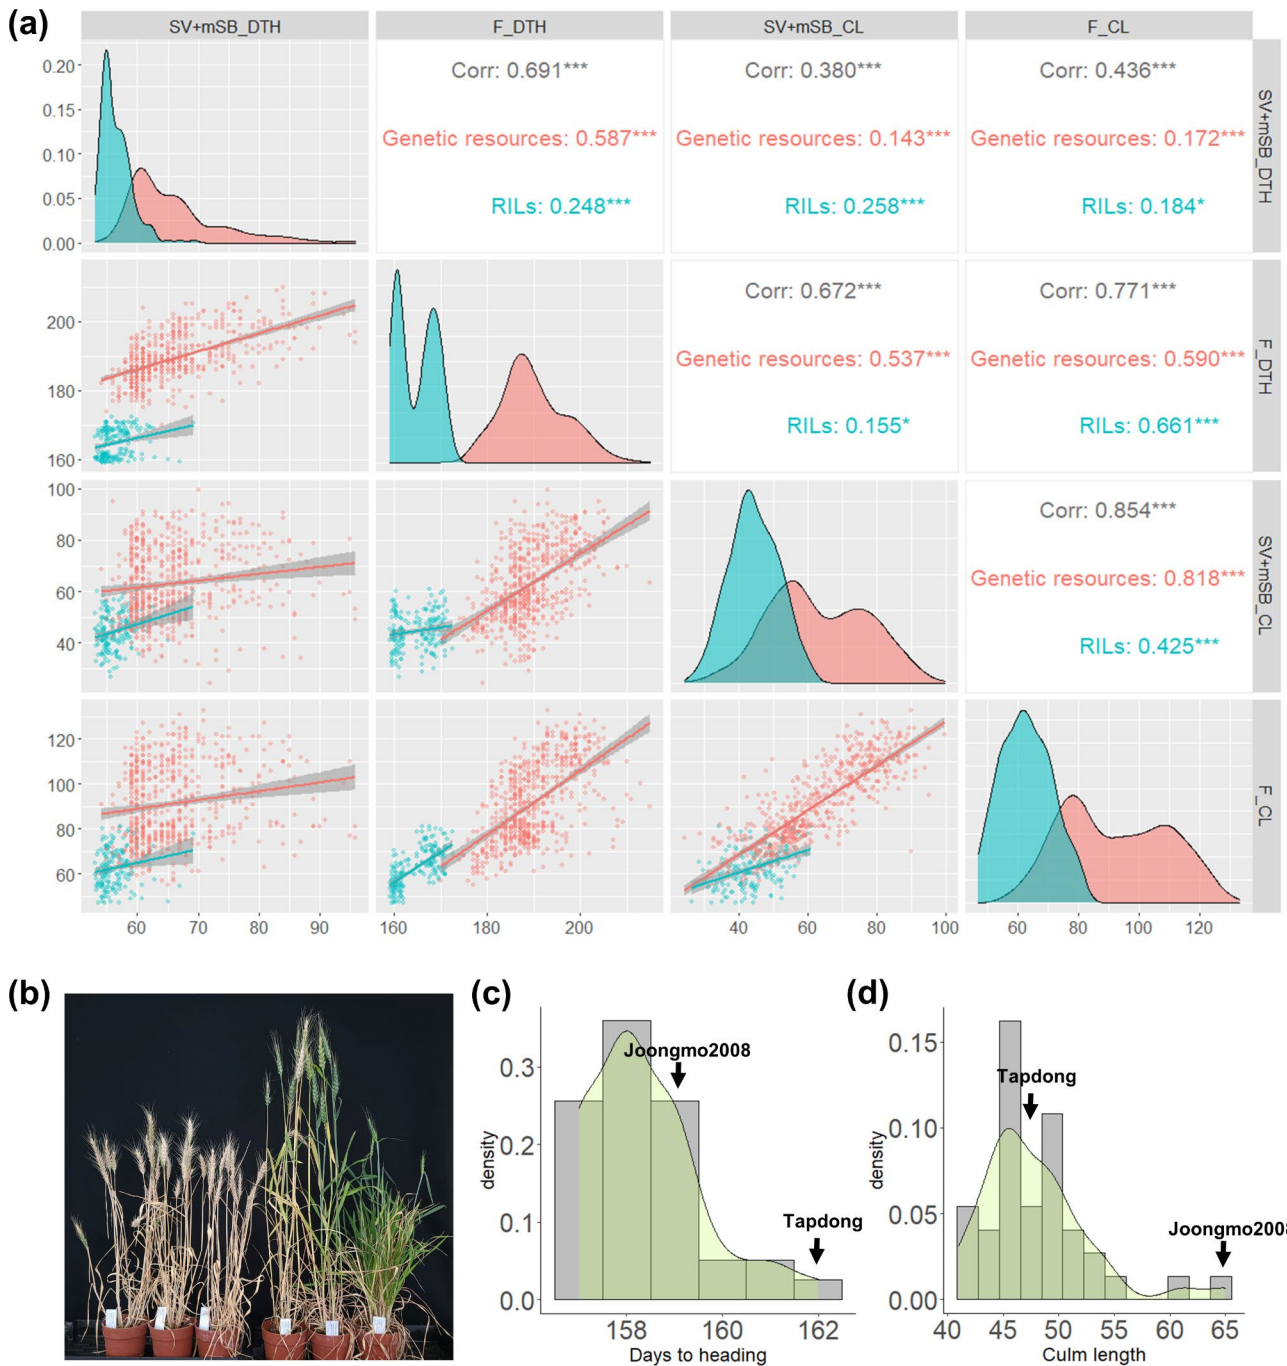 (a)
SV+mSB_DTH F_DTH SV+mSB_CL F_CL
0.20
0.15
0.10
0.05
0.00
Corr: 0.691***
Genetic resources: 0.587***
RILs: 0.248***
Corr: 0.380***
Genetic resources: 0.143***
RILs: 0.258***
Corr: 0.436***
Genetic resources: 0.172***
RILs: 0.184*
SV+mSB_DTH
200
180
160
Corr: 0.672***
Genetic resources: 0.537***
RILs: 0.155*
Corr: 0.771***
Genetic resources: 0.590***
RILs: 0.661***
F_DTH
100
80
60
40
Corr: 0.854***
Genetic resources: 0.818***
RILs: 0.425***
SV+mSB_CL
120
100
80
60
F_CL
60 70 80 90 160 180 200 40 60 80 100 60 80 100 120
(b)
(c)
density
0.3
0.2
0.1
0.0
Joongmo2008
Tapdong
158 160 162
Days to heading
(d)
density
0.15
0.10
0.05
0.00
Tapdong
Joongmo2008
40 45 50 55 60 65
Culm length